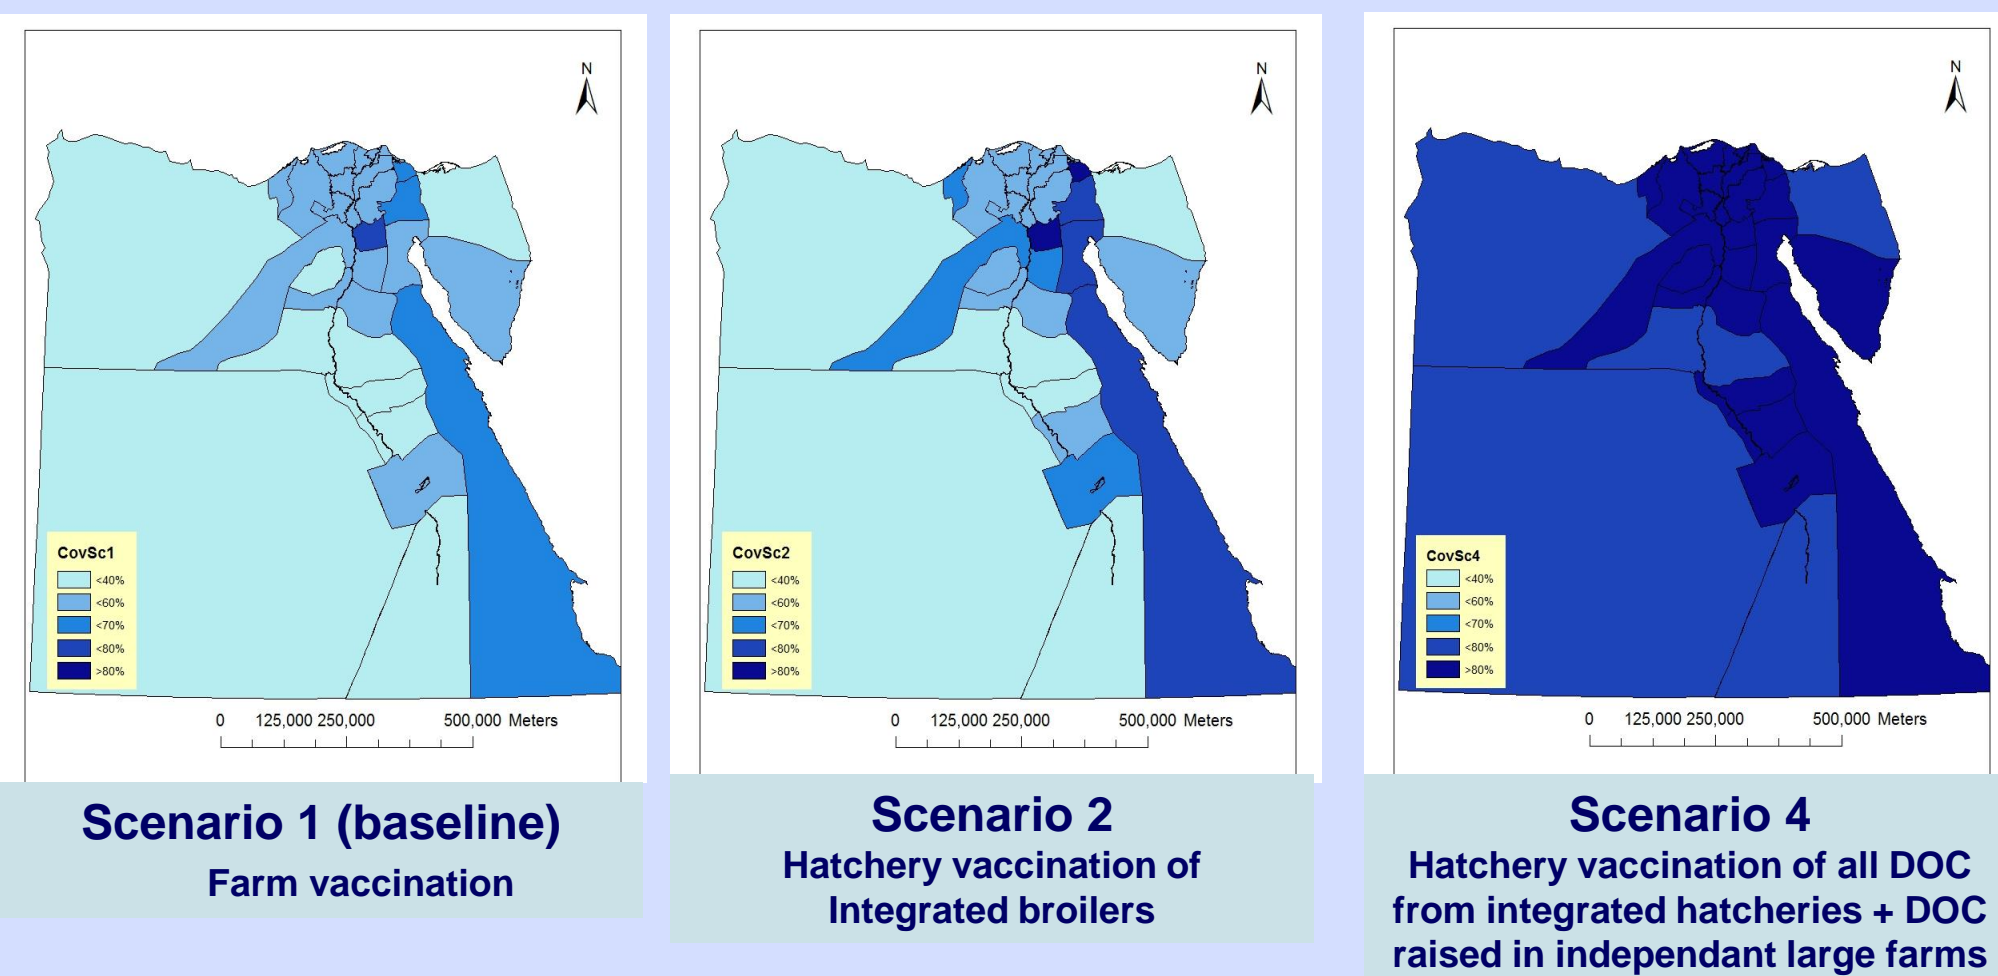 N
CovSc1
<40%
<60%
<70%
<80%
>80%
0 125,000 250,000 500,000 Meters
Scenario 1 (baseline)
Farm vaccination
N
CovSc2
<40%
<60%
<70%
<80%
>80%
0 125,000 250,000 500,000 Meters
Scenario 2
Hatchery vaccination of
Integrated broilers
N
CovSc4
<40%
<60%
<70%
<80%
>80%
0 125,000 250,000 500,000 Meters
Scenario 4
Hatchery vaccination of all DOC
from integrated hatcheries + DOC
raised in independant large farms